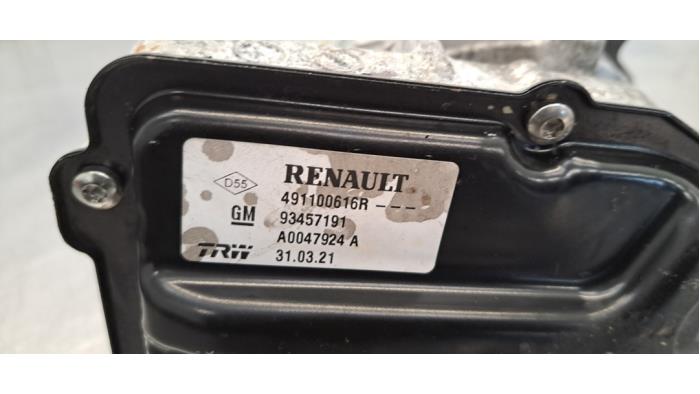 D55 RENAULT
491100616R ---
GM 93457191
A0047924 A
TRW 31.03.21